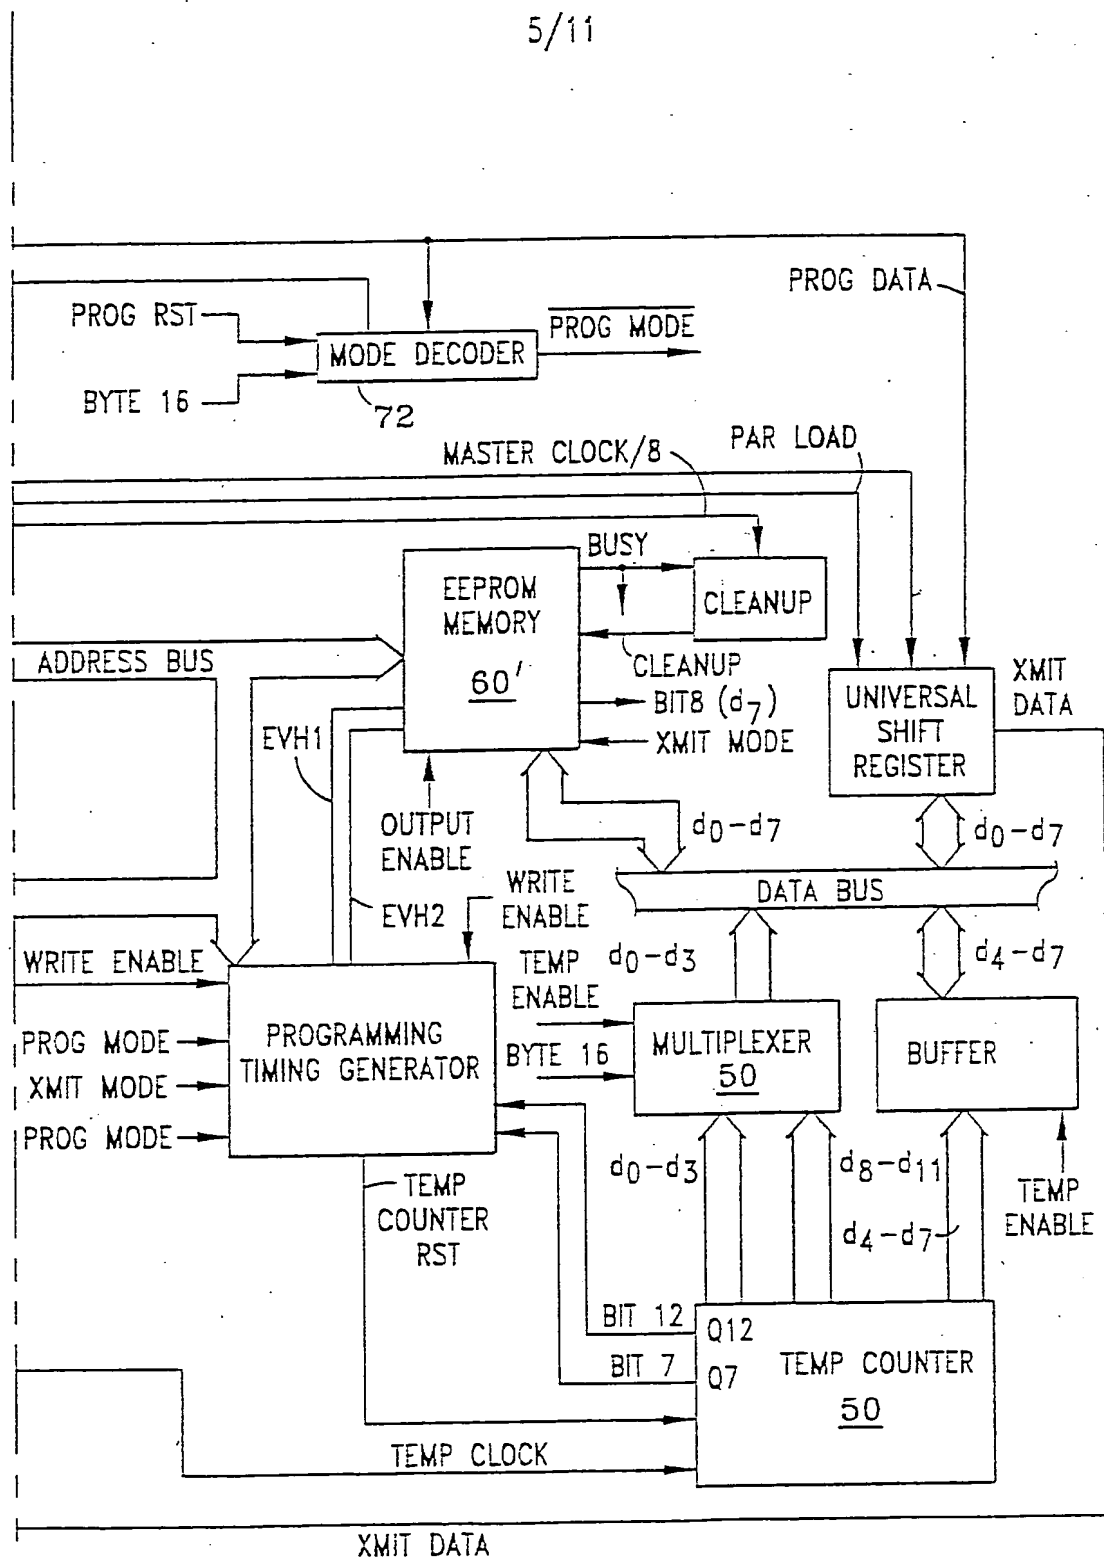 5/11
PROG DATA
PROG RST
PROG MODE
MODE DECODER
BYTE 16
72
PAR LOAD
MASTER CLOCK/8
BUSY
EEPROM
MEMORY
60'
CLEANUP
CLEANUP
ADDRESS BUS
BIT8 (d7)
XMIT MODE
UNIVERSAL
SHIFT
REGISTER
XMIT
DATA
EVH1
OUTPUT
ENABLE
d0-d7
d0-d7
DATA BUS
EVH2
WRITE
ENABLE
WRITE ENABLE
TEMP
ENABLE
d0-d3
d4-d7
PROG MODE
XMIT MODE
PROG MODE
PROGRAMMING
TIMING GENERATOR
BYTE 16
MULTIPLEXER
50
BUFFER
TEMP
COUNTER
RST
d0-d3
d8-d11
d4-d7
TEMP
ENABLE
BIT 12
Q12
BIT 7
Q7
TEMP COUNTER
50
TEMP CLOCK
XMIT DATA